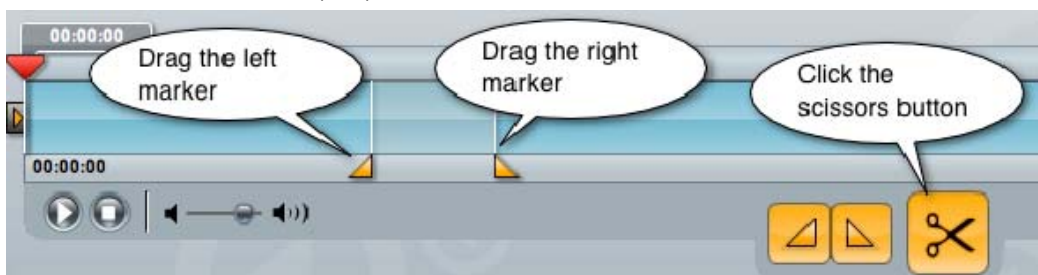 00:00:00
Drag the left
marker
Drag the right
marker
Click the
scissors button
00:00:00